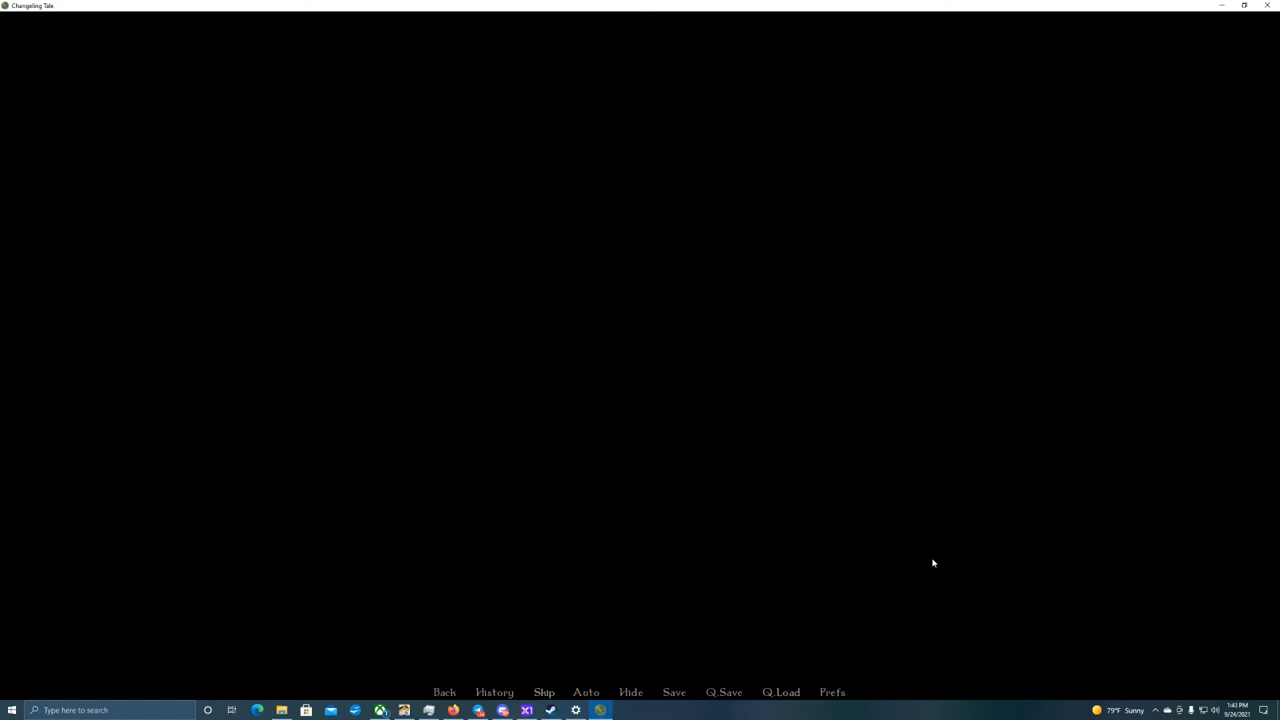 Changeling Tale
Back History Skip Auto Hide Save Q.Save Q.Load Prefs
Type here to search
X1
79°F Sunny
1:43 PM
9/24/2021